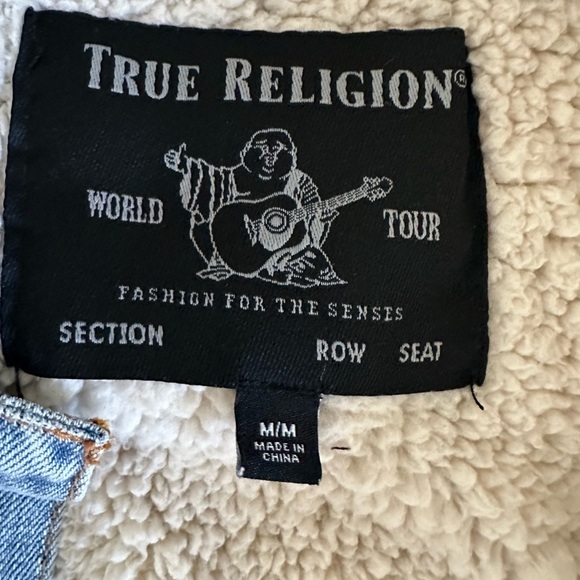 TRUE RELIGION®
WORLD TOUR
FASHION FOR THE SENSES
SECTION ROW SEAT
M/M
MADE IN
CHINA